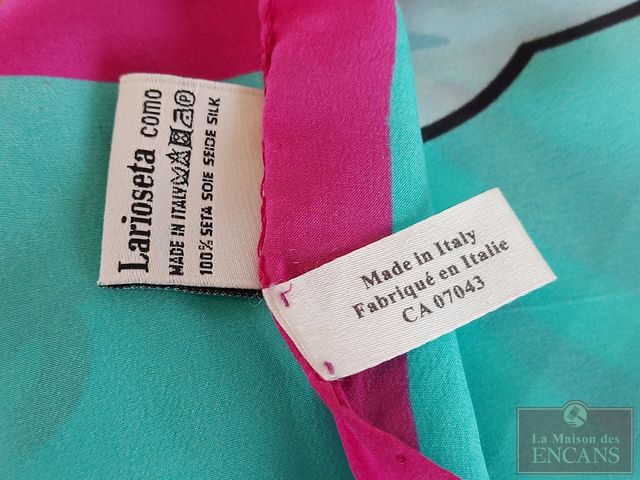 Larioseta como
MADE IN ITALY
100% SETA SOIE SEIDE SILK
Made in Italy
Fabriqué en Italie
CA 07043
La Maison des
ENCANS